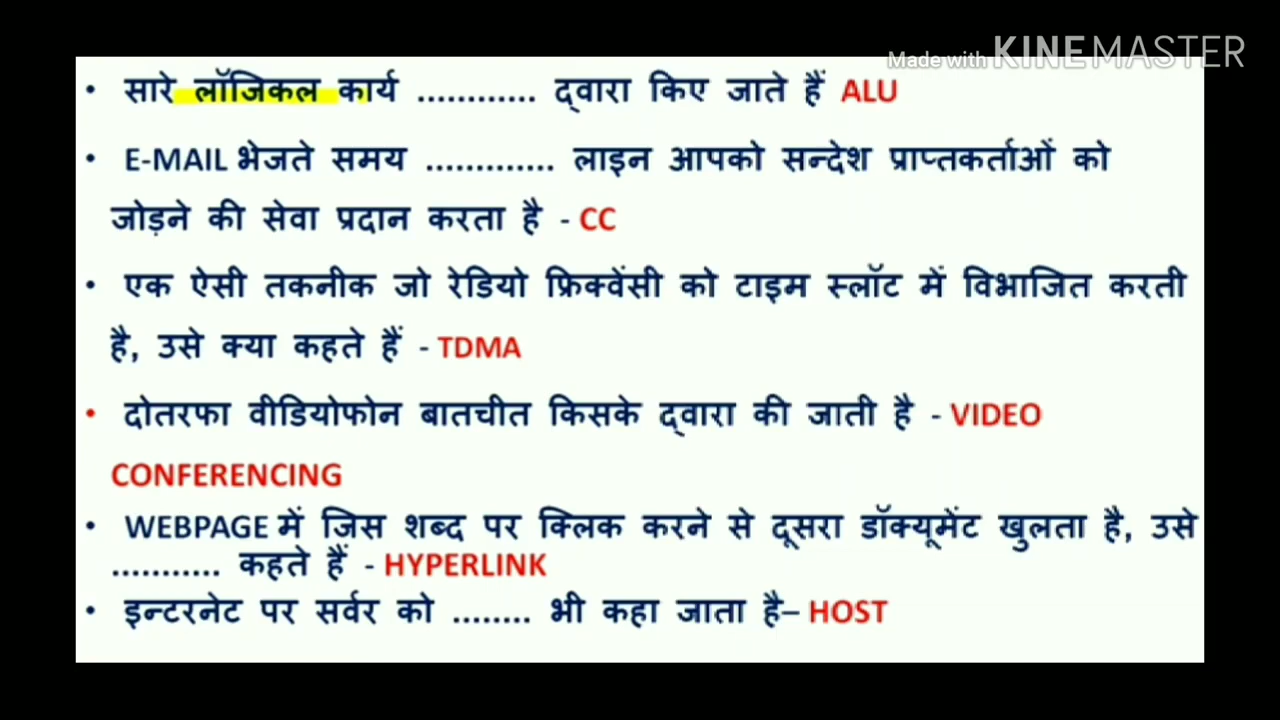 Made with KINEMASTER
• सारे लॉजिकल कार्य ............ द्वारा किए जाते हैं ALU
• E-MAIL भेजते समय ............. लाइन आपको सन्देश प्राप्तकर्ताओं को
जोड़ने की सेवा प्रदान करता है - CC
• एक ऐसी तकनीक जो रेडियो फ्रिक्वेंसी को टाइम स्लॉट में विभाजित करती
है, उसे क्या कहते हैं - TDMA
• दोतरफा वीडियोफोन बातचीत किसके द्वारा की जाती है - VIDEO
CONFERENCING
• WEBPAGE में जिस शब्द पर क्लिक करने से दूसरा डॉक्यूमेंट खुलता है, उसे
........... कहते हैं - HYPERLINK
• इन्टरनेट पर सर्वर को ........ भी कहा जाता है– HOST